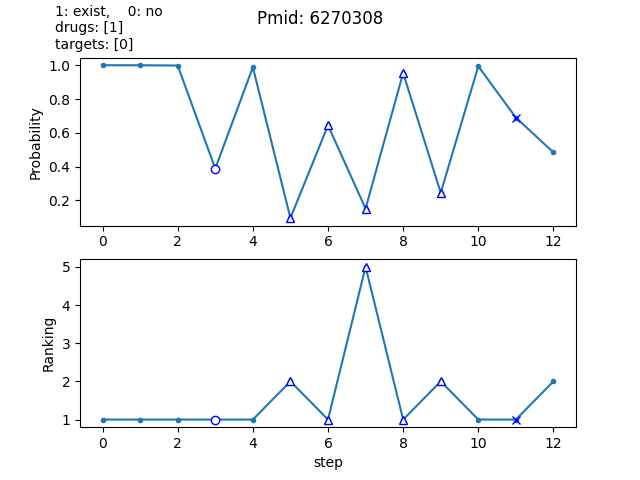 1: exist,    0: no
drugs: [1]
targets: [0]
Pmid: 6270308
Probability
1.0
0.8
0.6
0.4
0.2
0 2 4 6 8 10 12
Ranking
5
4
3
2
1
0 2 4 6 8 10 12
step